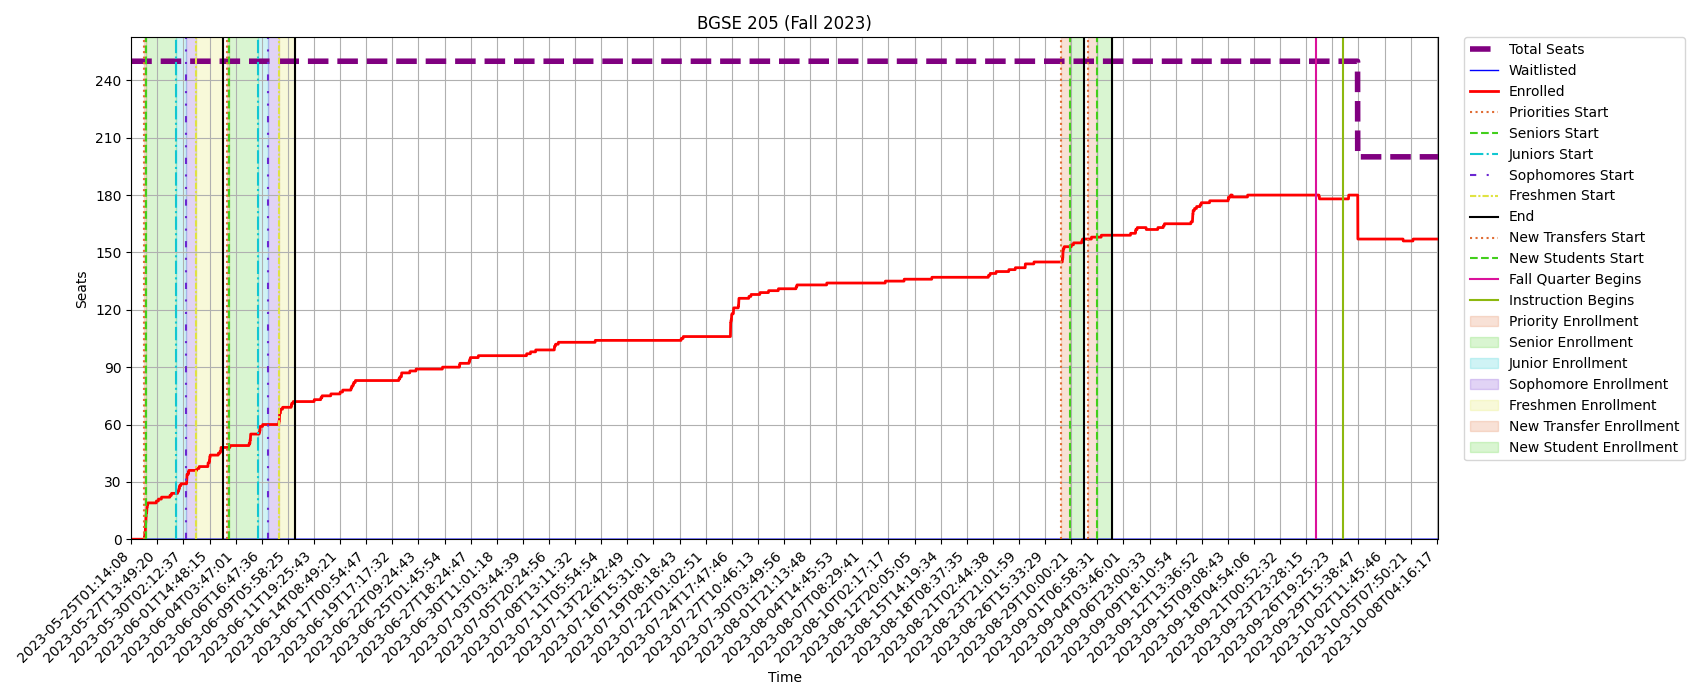 BGSE 205 (Fall 2023)
Seats
240
210
180
150
120
90
60
30
0
2023-05-25T01:14:08
2023-05-27T13:49:20
2023-05-30T02:12:37
2023-06-01T14:48:15
2023-06-04T03:47:01
2023-06-06T16:47:36
2023-06-09T05:58:25
2023-06-11T19:25:43
2023-06-14T08:49:21
2023-06-17T00:54:47
2023-06-19T17:17:32
2023-06-22T09:24:43
2023-06-25T01:45:54
2023-06-27T18:24:47
2023-06-30T11:01:18
2023-07-03T03:44:39
2023-07-05T20:24:56
2023-07-08T13:11:32
2023-07-11T05:54:54
2023-07-13T22:42:49
2023-07-16T15:31:01
2023-07-19T08:18:43
2023-07-22T01:02:51
2023-07-24T17:47:46
2023-07-27T10:46:13
2023-07-30T03:49:56
2023-08-01T21:13:48
2023-08-04T14:45:53
2023-08-07T08:29:41
2023-08-10T02:17:17
2023-08-12T20:05:05
2023-08-15T14:19:34
2023-08-18T08:37:35
2023-08-21T02:44:38
2023-08-23T21:01:59
2023-08-26T15:33:29
2023-08-29T10:00:21
2023-09-01T06:58:31
2023-09-04T03:46:01
2023-09-06T23:00:33
2023-09-09T18:10:54
2023-09-12T13:36:52
2023-09-15T09:08:43
2023-09-18T04:54:06
2023-09-21T00:52:32
2023-09-23T23:28:15
2023-09-26T19:25:23
2023-09-29T15:38:47
2023-10-02T11:45:46
2023-10-05T07:50:21
2023-10-08T04:16:17
Time
Total Seats
Waitlisted
Enrolled
Priorities Start
Seniors Start
Juniors Start
Sophomores Start
Freshmen Start
End
New Transfers Start
New Students Start
Fall Quarter Begins
Instruction Begins
Priority Enrollment
Senior Enrollment
Junior Enrollment
Sophomore Enrollment
Freshmen Enrollment
New Transfer Enrollment
New Student Enrollment